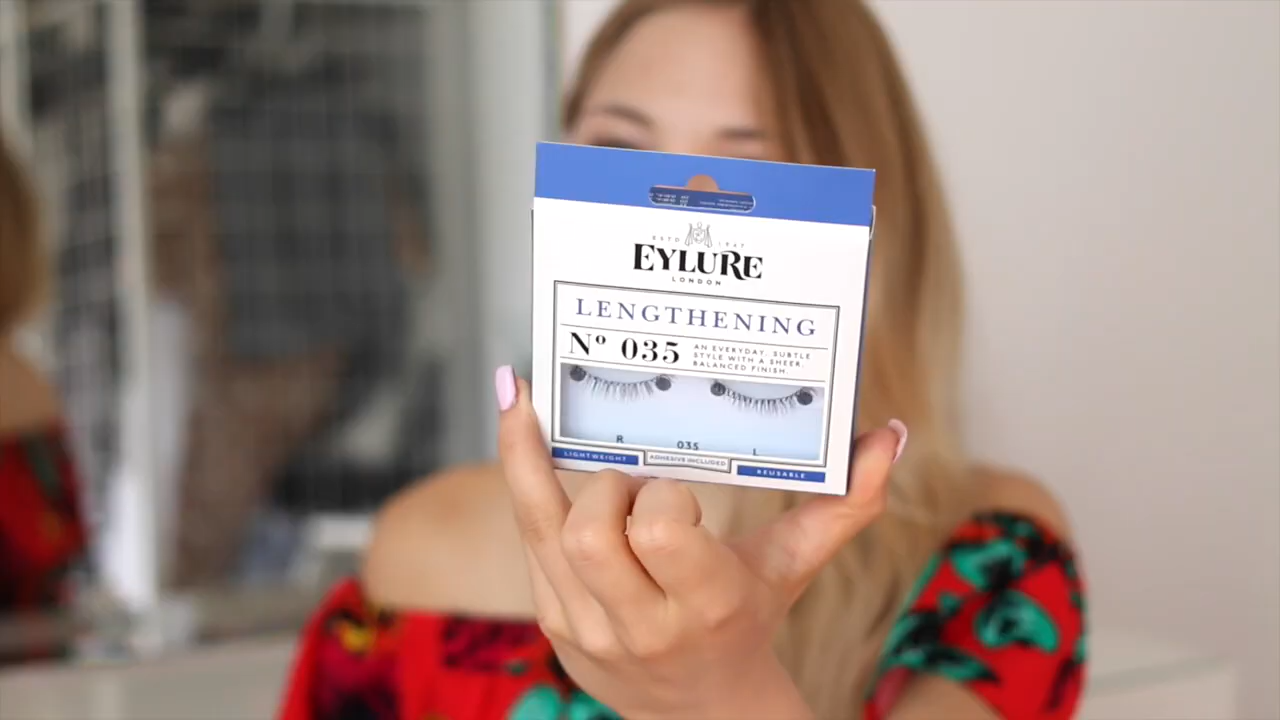 ESTD 1947
EYLURE
LONDON
LENGTHENING
Nº 035
AN EVERYDAY, SUBTLE
STYLE WITH A SHEER,
BALANCED FINISH.
R 035 L
LIGHTWEIGHT ADHESIVE INCLUDED REUSABLE